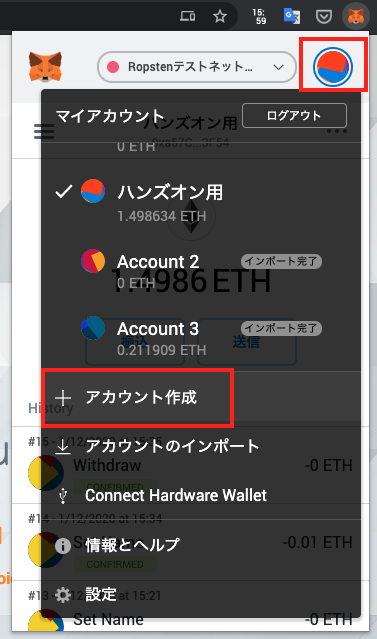 15:
59
Ropstenテストネット...
マイアカウント
ログアウト
ハンズオン用
0 ETH
ハンズオン用
1.498634 ETH
Account 2
インポート完了
0 ETH
1.4986 ETH
Account 3
インポート完了
0.211909 ETH
振込
送信
アカウント作成
History
アカウントのインポート
Withdraw
-0 ETH
CONFIRMED
Connect Hardware Wallet
#14 - 1/12/2020 at 15:34
-0.01 ETH
情報とヘルプ
CONFIRMED
#13 - 1/12/2020 at 15:21
設定
Set Name
-0 ETH